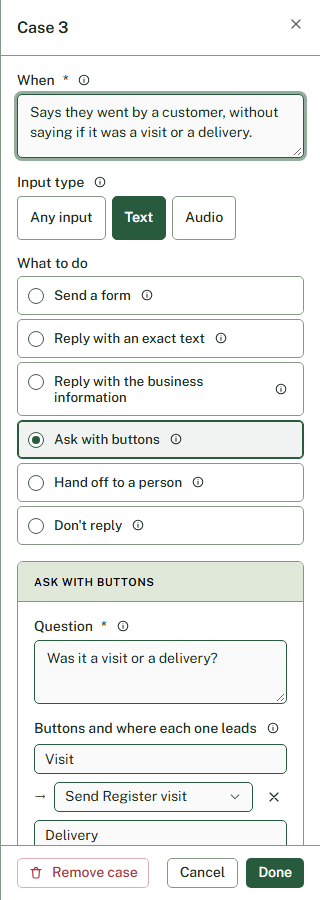 Case 3
When *
Says they went by a customer, without
saying if it was a visit or a delivery.
Input type
Any input
Text
Audio
What to do
Send a form
Reply with an exact text
Reply with the business
information
Ask with buttons
Hand off to a person
Don't reply
ASK WITH BUTTONS
Question *
Was it a visit or a delivery?
Buttons and where each one leads
Visit
→ Send Register visit
Delivery
Remove case
Cancel
Done